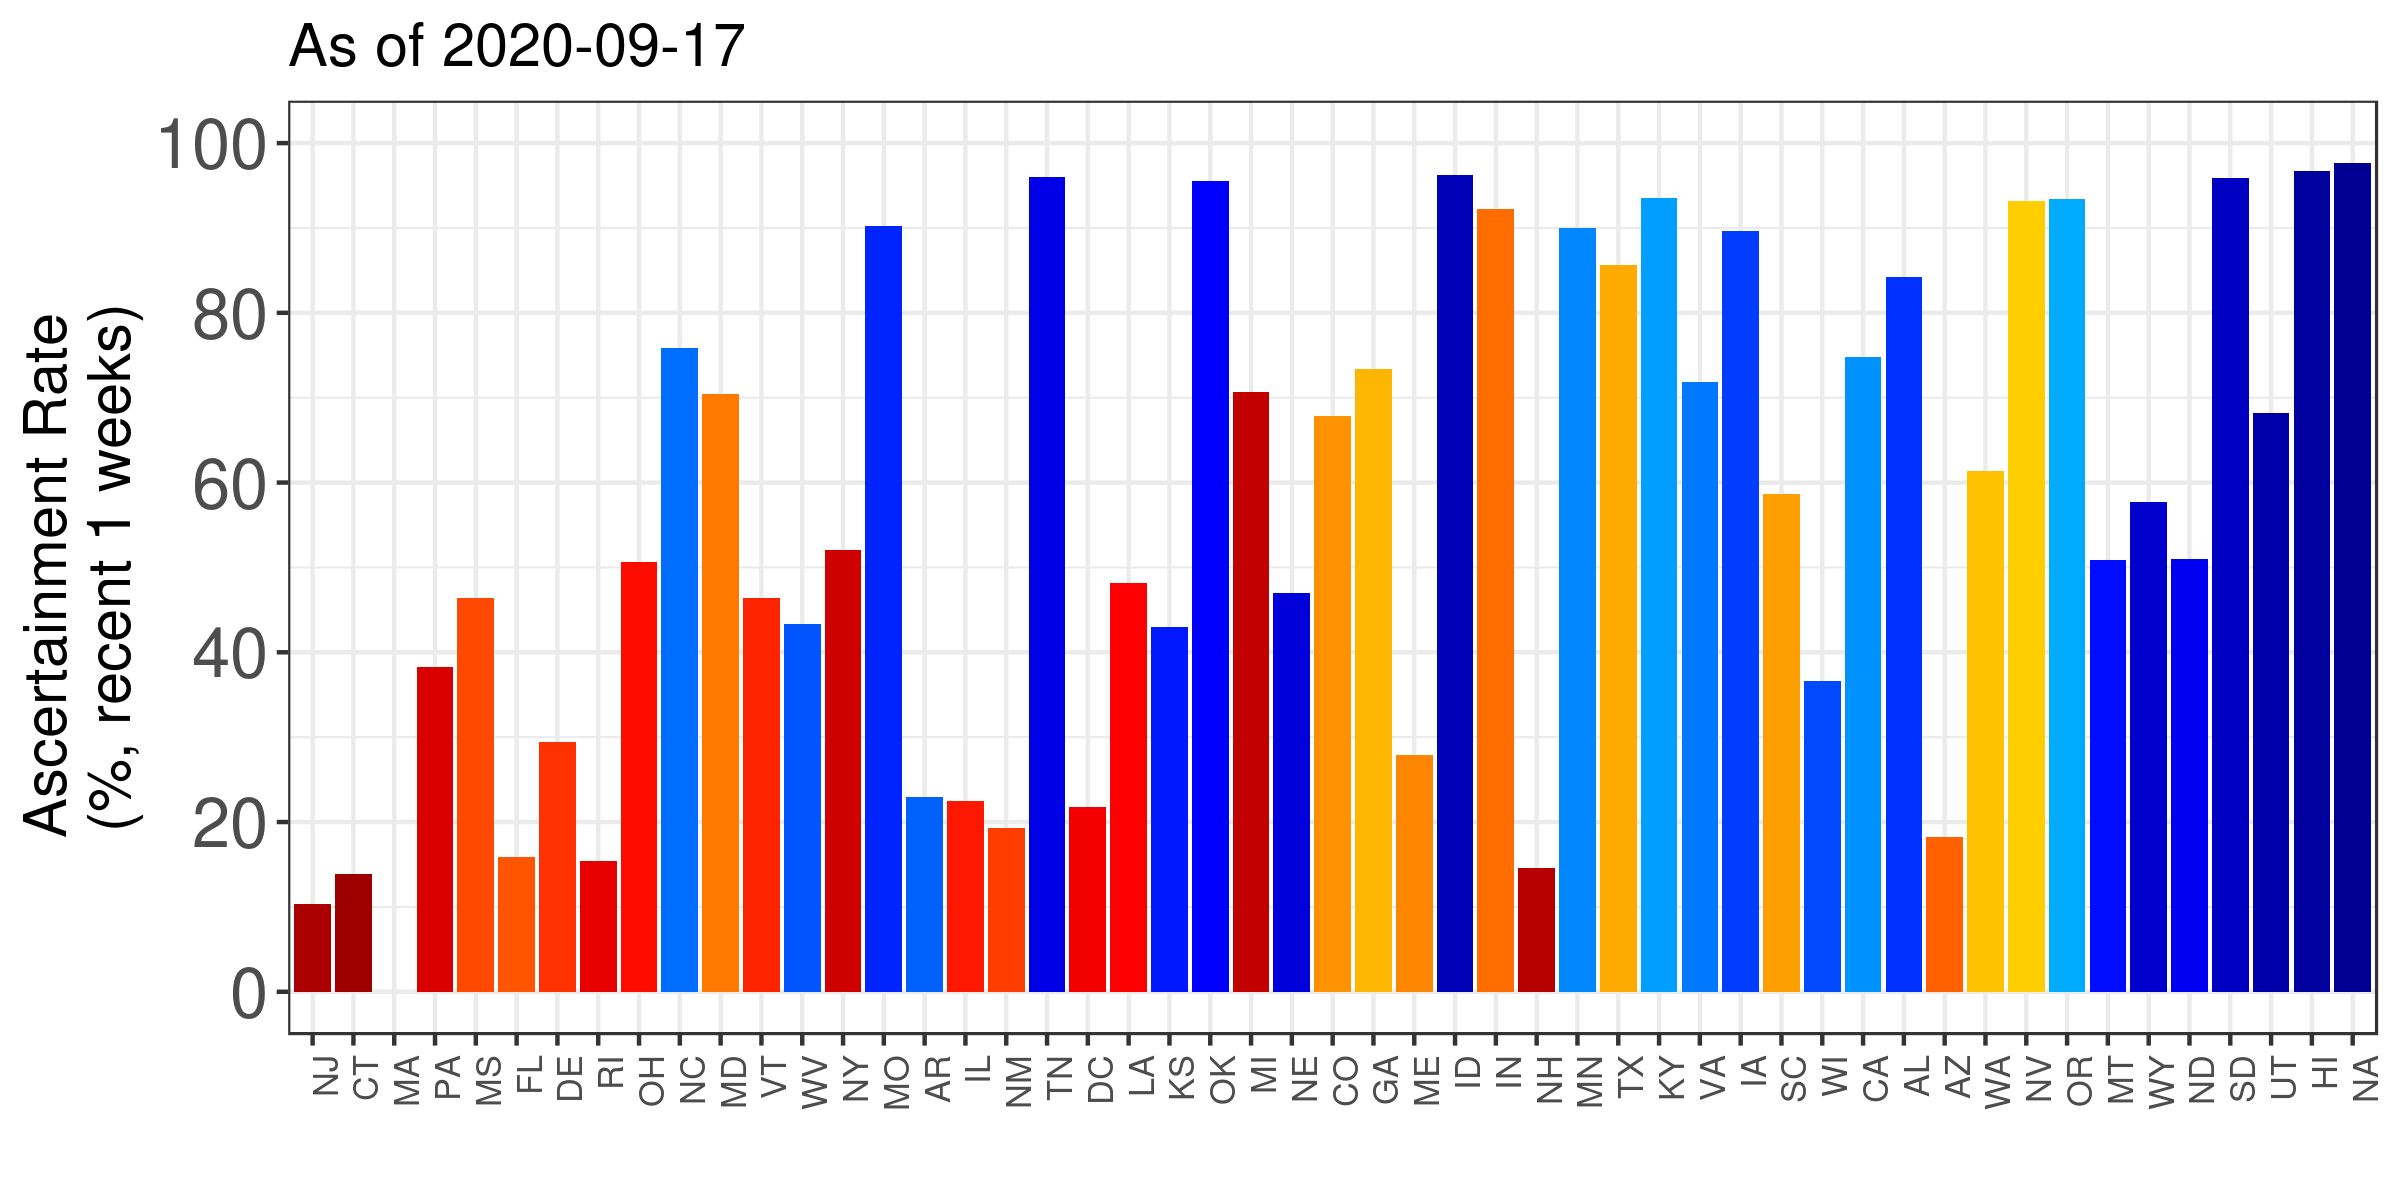 As of 2020-09-17
Ascertainment Rate
(%, recent 1 weeks)
100
80
60
40
20
0
NJ CT MA PA MS FL DE RI OH NC MD VT WV NY MO AR IL NM TN DC LA KS OK MI NE CO GA ME ID IN NH MN TX KY VA IA SC WI CA AL AZ WA NV OR MT WY ND SD UT HI NA